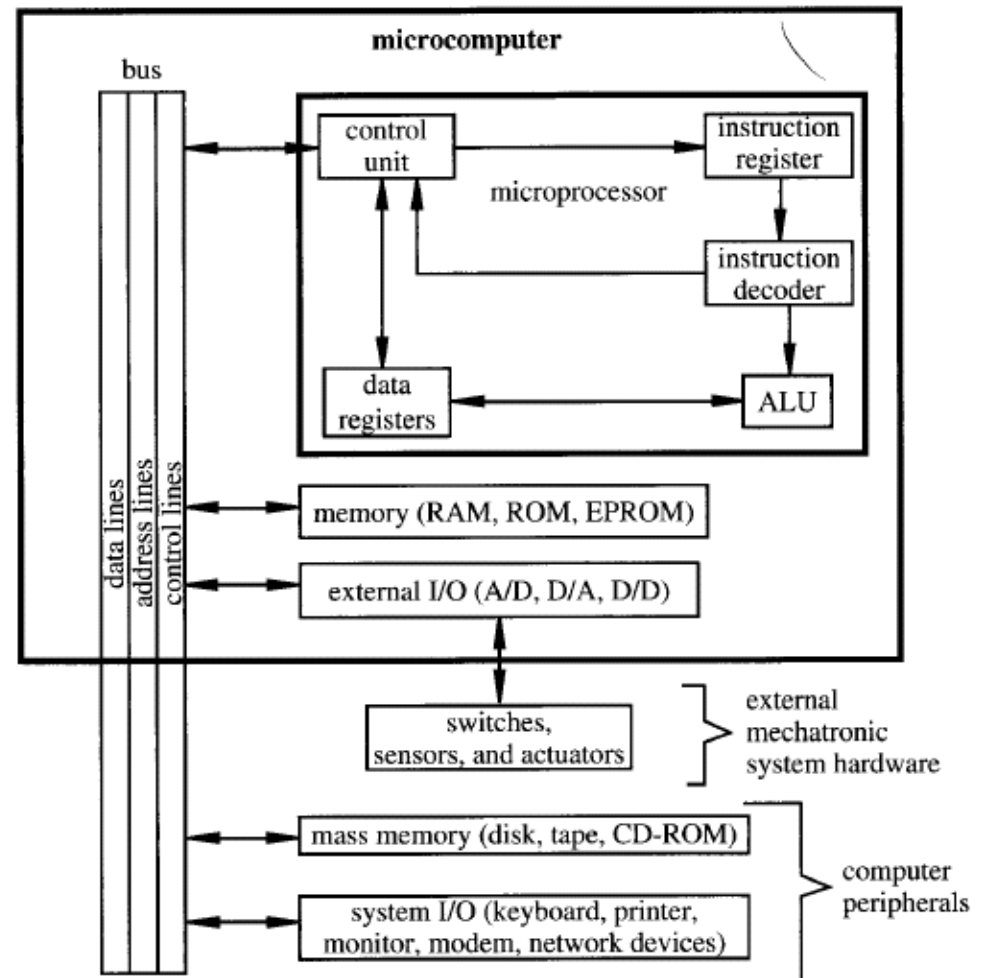 microcomputer
bus
control
unit
instruction
register
microprocessor
instruction
decoder
data
registers
ALU
data lines
address lines
control lines
memory (RAM, ROM, EPROM)
external I/O (A/D, D/A, D/D)
switches,
sensors, and actuators
external
mechatronic
system hardware
mass memory (disk, tape, CD-ROM)
system I/O (keyboard, printer,
monitor, modem, network devices)
computer
peripherals